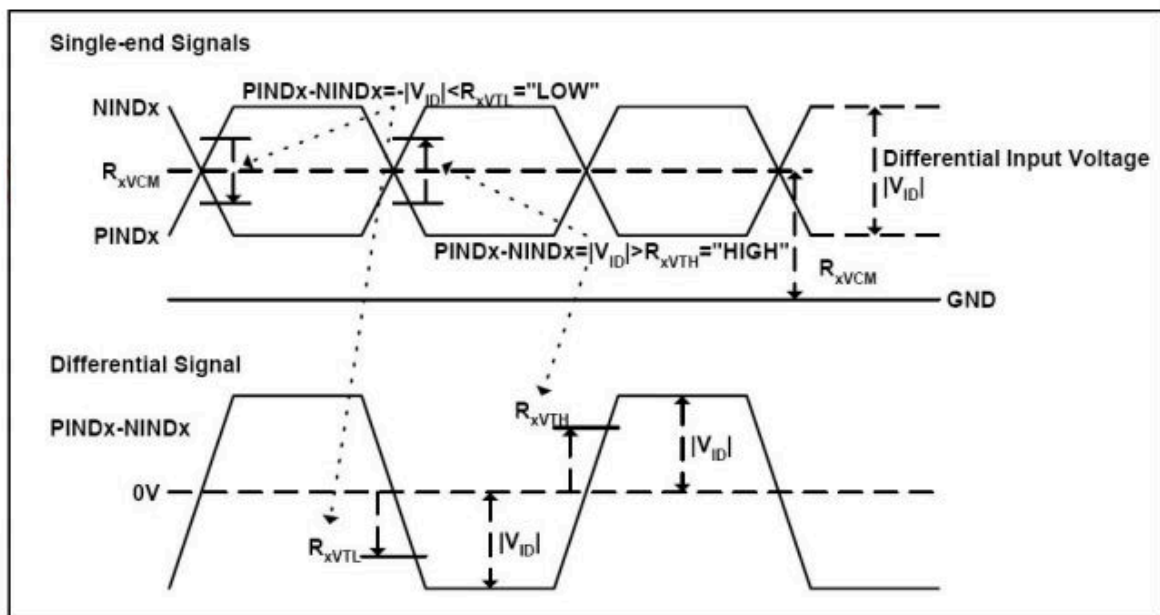 Single-end Signals
PINDx-NINDx=-|VID|<RxVTL="LOW"
NINDx
RxVCM
Differential Input Voltage
|VID|
PINDx
PINDx-NINDx=|VID|>RxVTH="HIGH"
RxVCM
GND
Differential Signal
RxVTH
PINDx-NINDx
|VID|
0V
RxVTL
|VID|